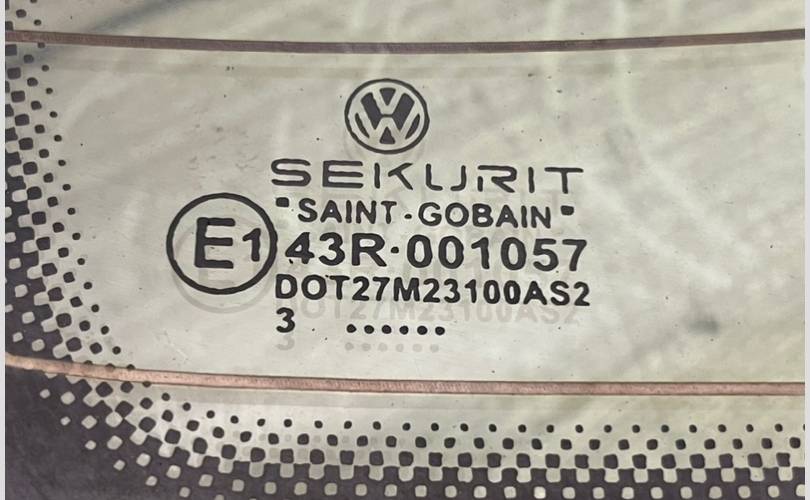 SEKURIT
"SAINT-GOBAIN"
E1 43R·001057
DOT27M23100AS2
3 ......